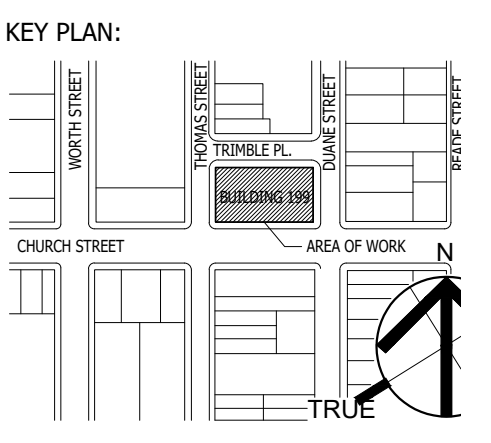 KEY PLAN:
WORTH STREET
THOMAS STREET
DUANE STREET
READE STREET
TRIMBLE PL.
BUILDING 199
CHURCH STREET
AREA OF WORK
N
TRUE